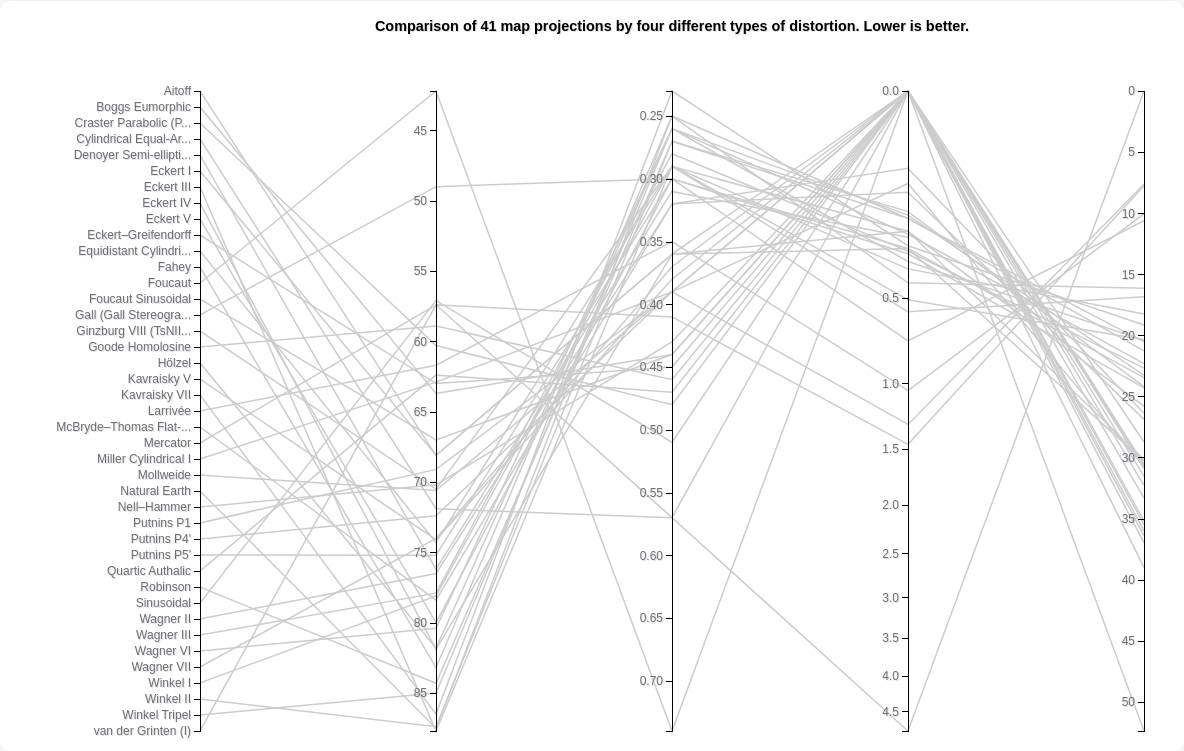 Comparison of 41 map projections by four different types of distortion. Lower is better.
Aitoff
Boggs Eumorphic
Craster Parabolic (P...
Cylindrical Equal-Ar...
Denoyer Semi-ellipti...
Eckert I
Eckert III
Eckert IV
Eckert V
Eckert–Greifendorff
Equidistant Cylindri...
Fahey
Foucaut
Foucaut Sinusoidal
Gall (Gall Stereogra...
Ginzburg VIII (TsNII...
Goode Homolosine
Hölzel
Kavraisky V
Kavraisky VII
Larrivée
McBryde–Thomas Flat-...
Mercator
Miller Cylindrical I
Mollweide
Natural Earth
Nell–Hammer
Putnins P1
Putnins P4'
Putnins P5'
Quartic Authalic
Robinson
Sinusoidal
Wagner II
Wagner III
Wagner VI
Wagner VII
Winkel I
Winkel II
Winkel Tripel
van der Grinten (I)
45
50
55
60
65
70
75
80
85
0.25
0.30
0.35
0.40
0.45
0.50
0.55
0.60
0.65
0.70
0.0
0.5
1.0
1.5
2.0
2.5
3.0
3.5
4.0
4.5
0
5
10
15
20
25
30
35
40
45
50